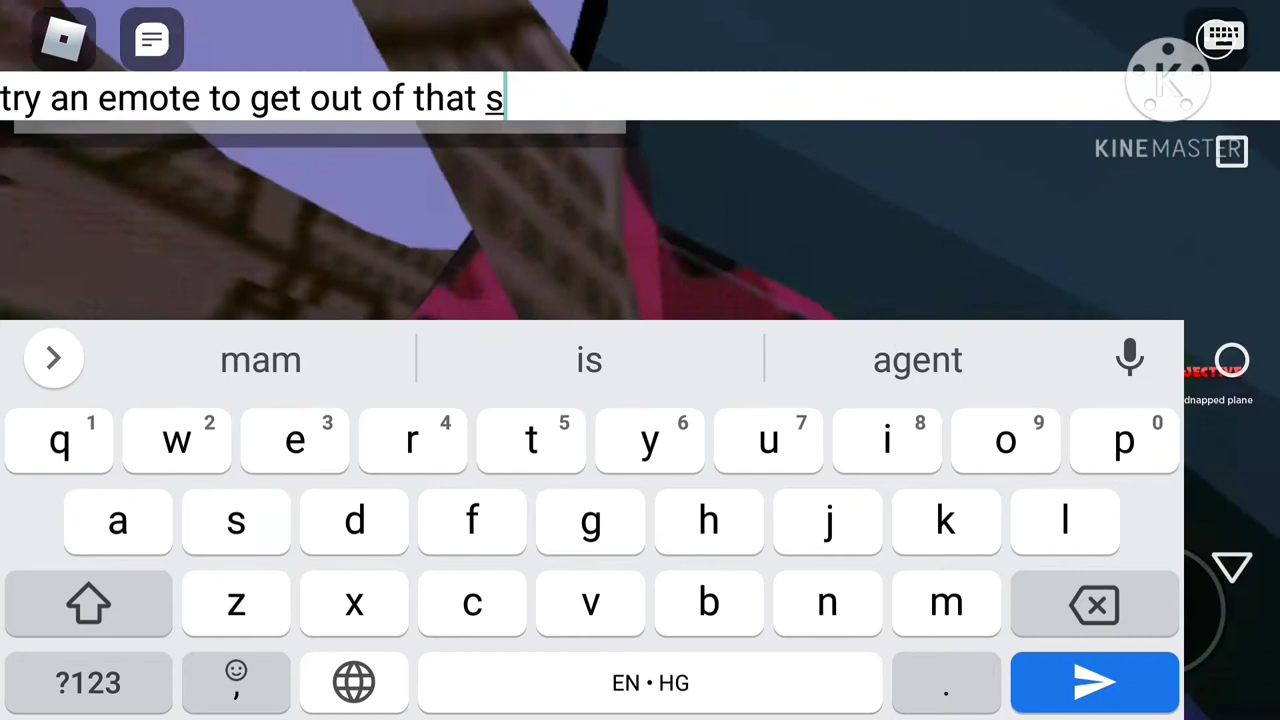 try an emote to get out of that s
K
KINEMASTER
mam is agent
JECTIVE
dnapped plane
q 1 w 2 e 3 r 4 t 5 y 6 u 7 i 8 o 9 p 0
a s d f g h j k l
z x c v b n m
?123 , EN • HG .